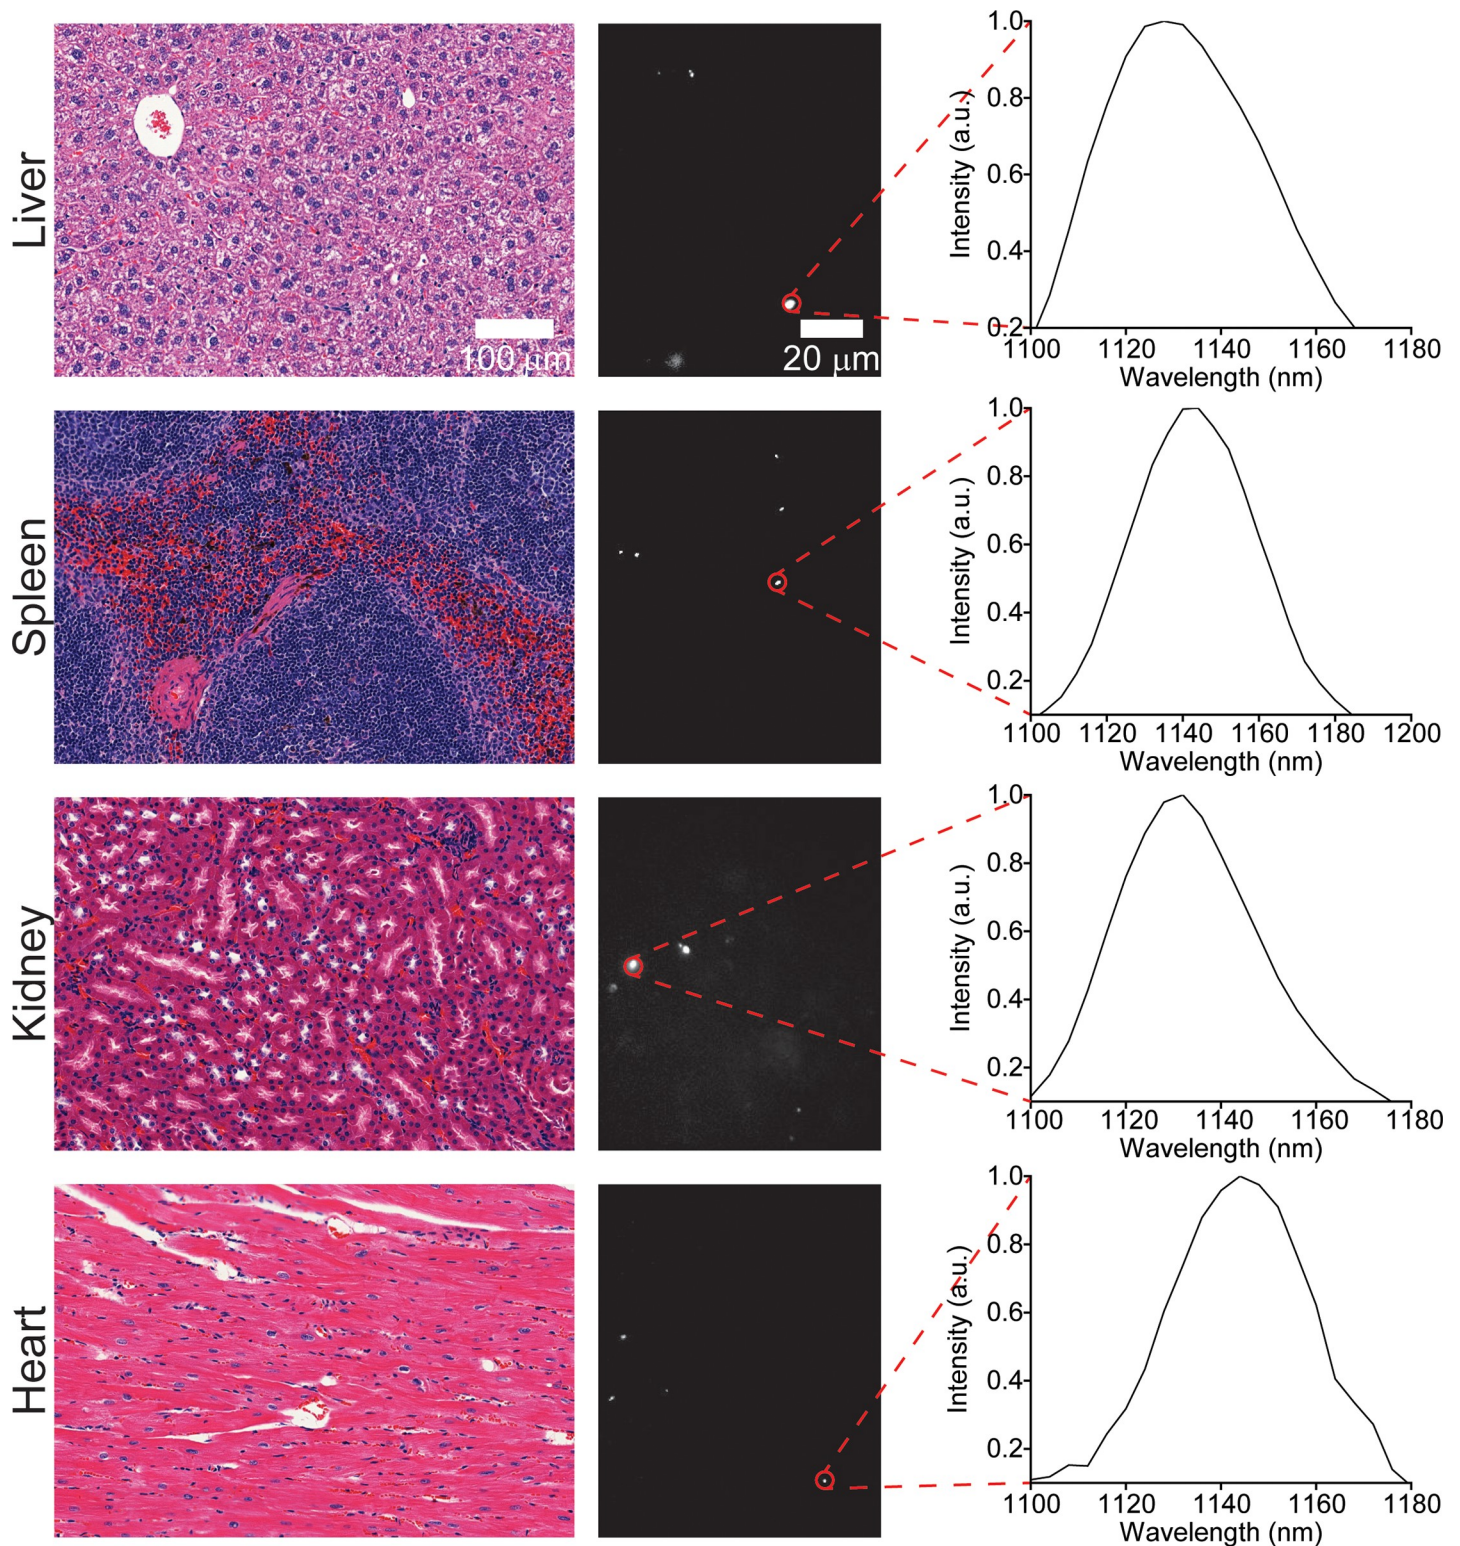 Liver
100 μm
20 μm
Intensity (a.u.)
1.0
0.8
0.6
0.4
0.2
1100 1120 1140 1160 1180
Wavelength (nm)
Spleen
Intensity (a.u.)
1.0
0.8
0.6
0.4
0.2
1100 1120 1140 1160 1180 1200
Wavelength (nm)
Kidney
Intensity (a.u.)
1.0
0.8
0.6
0.4
0.2
1100 1120 1140 1160 1180
Wavelength (nm)
Heart
Intensity (a.u.)
1.0
0.8
0.6
0.4
0.2
1100 1120 1140 1160 1180
Wavelength (nm)